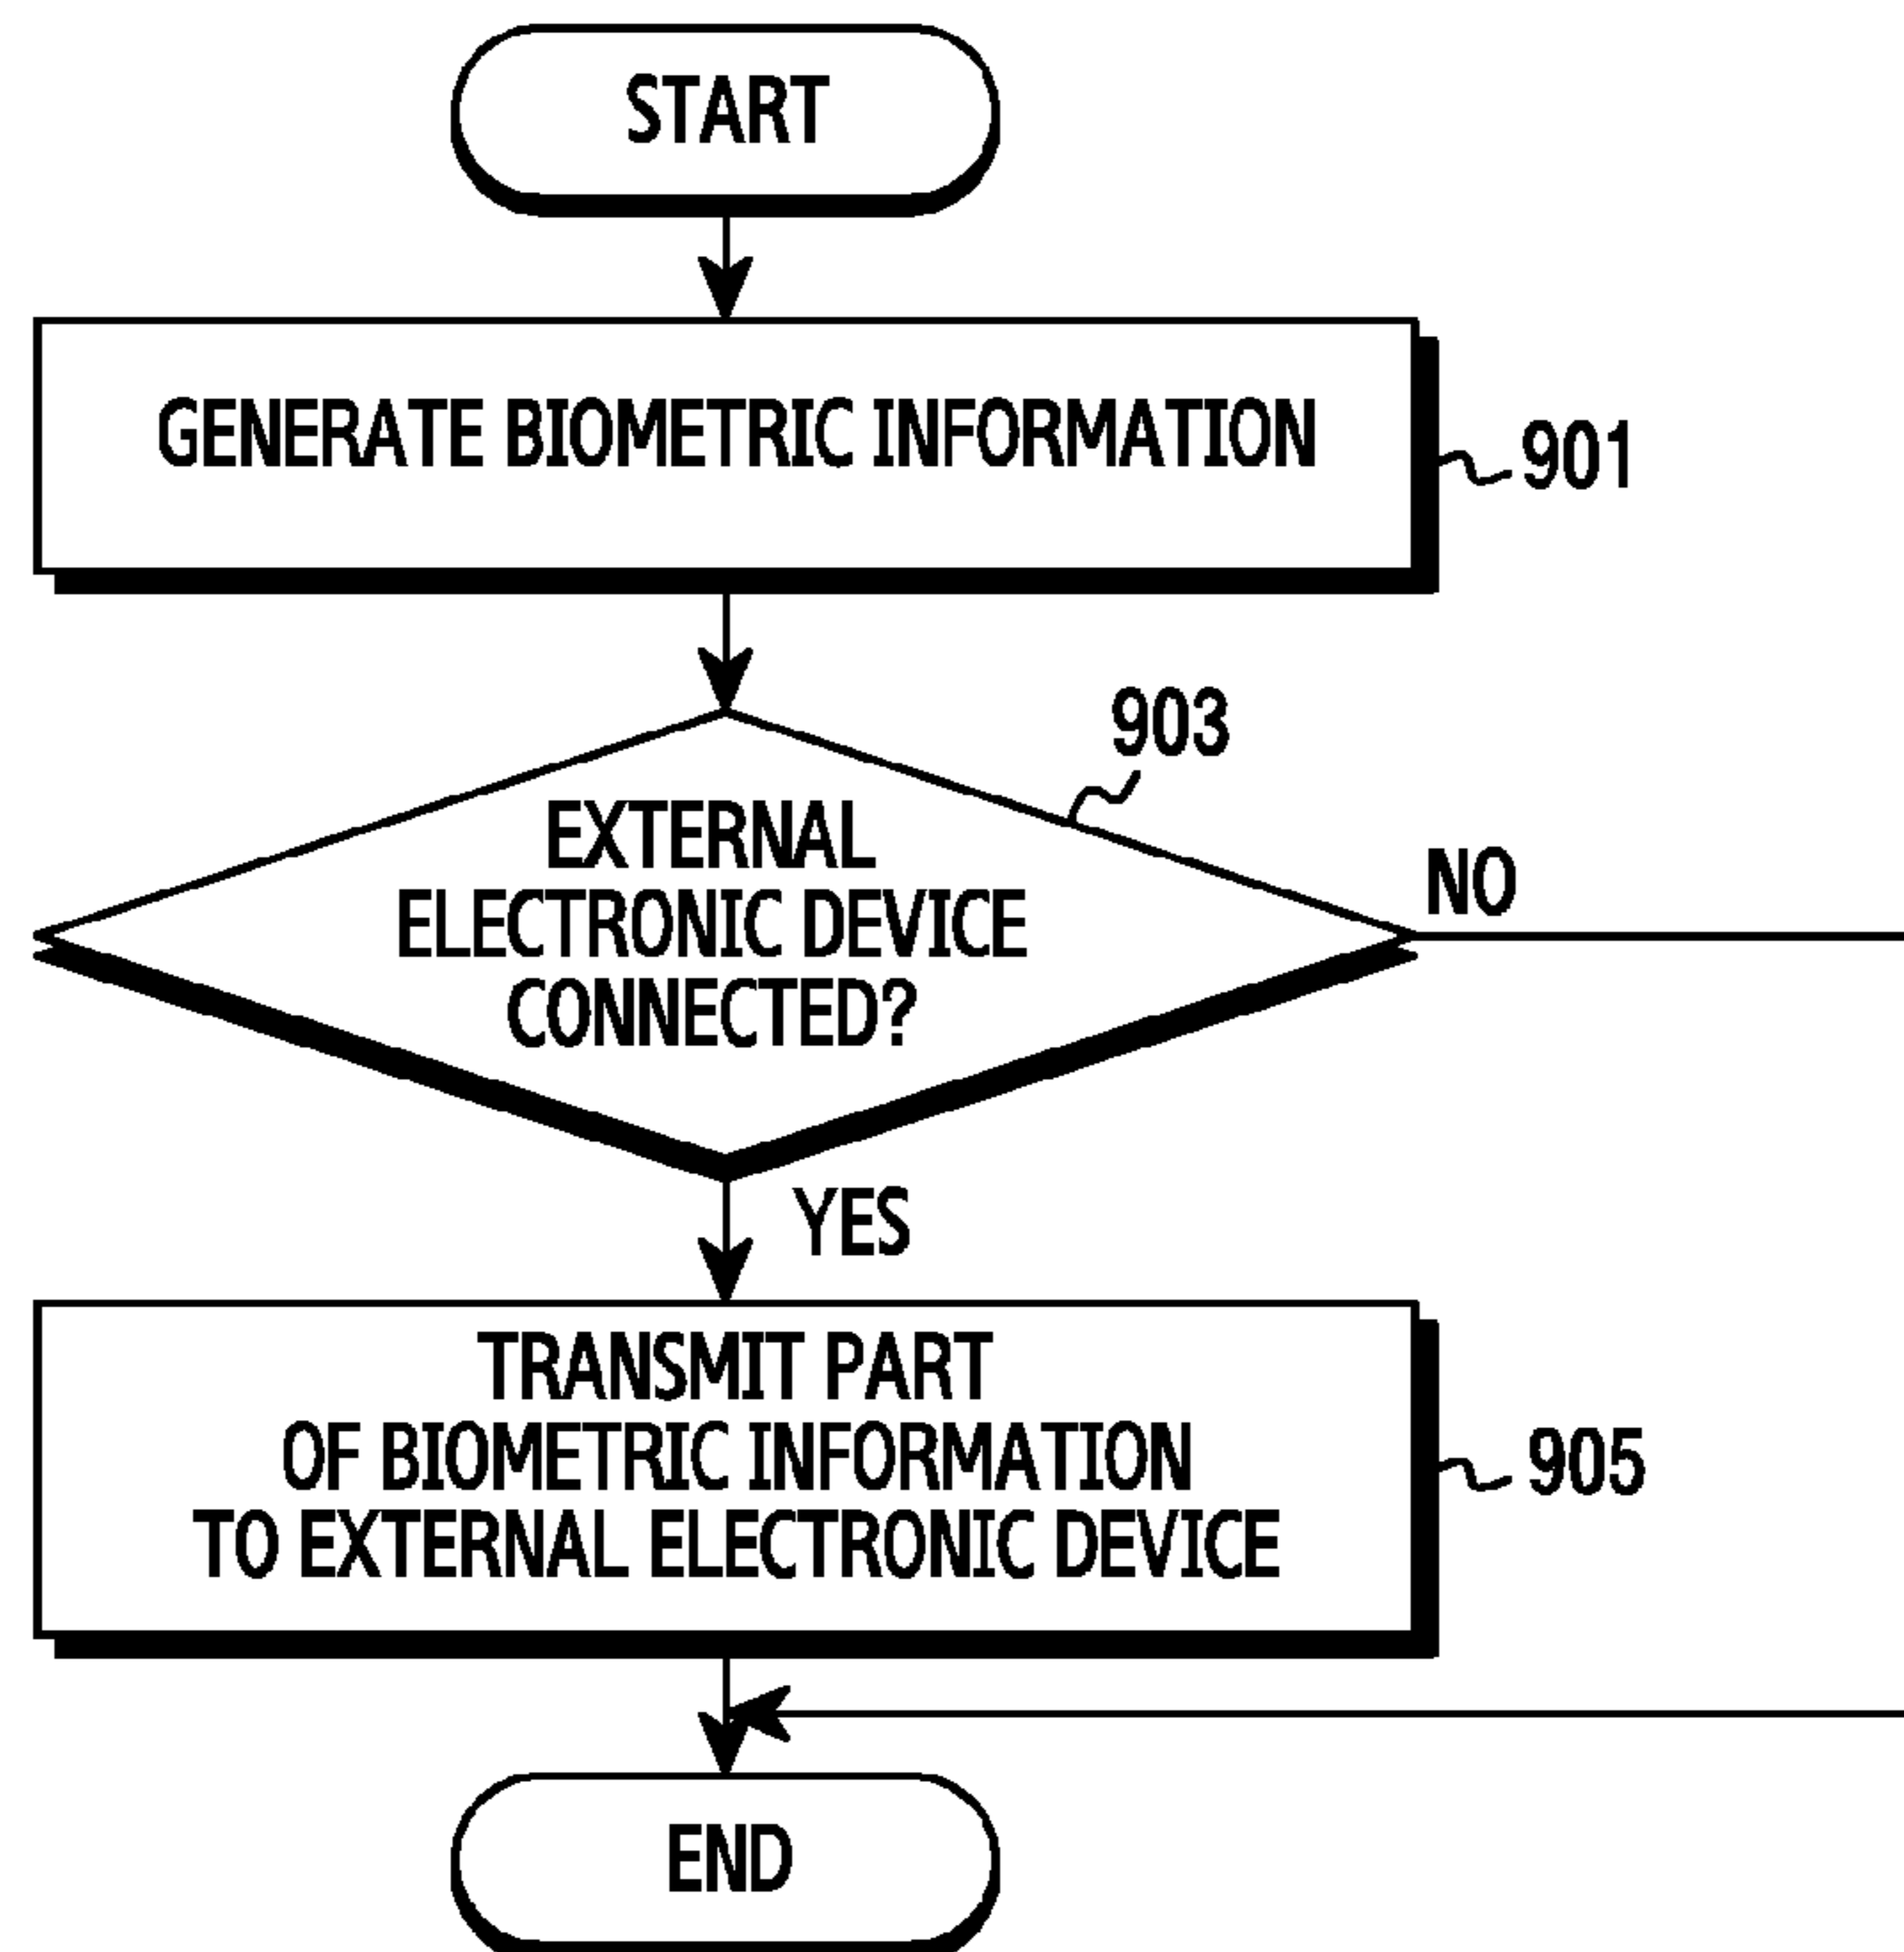 START
GENERATE BIOMETRIC INFORMATION
901
903
EXTERNAL
ELECTRONIC DEVICE
CONNECTED?
NO
YES
TRANSMIT PART
OF BIOMETRIC INFORMATION
TO EXTERNAL ELECTRONIC DEVICE
905
END